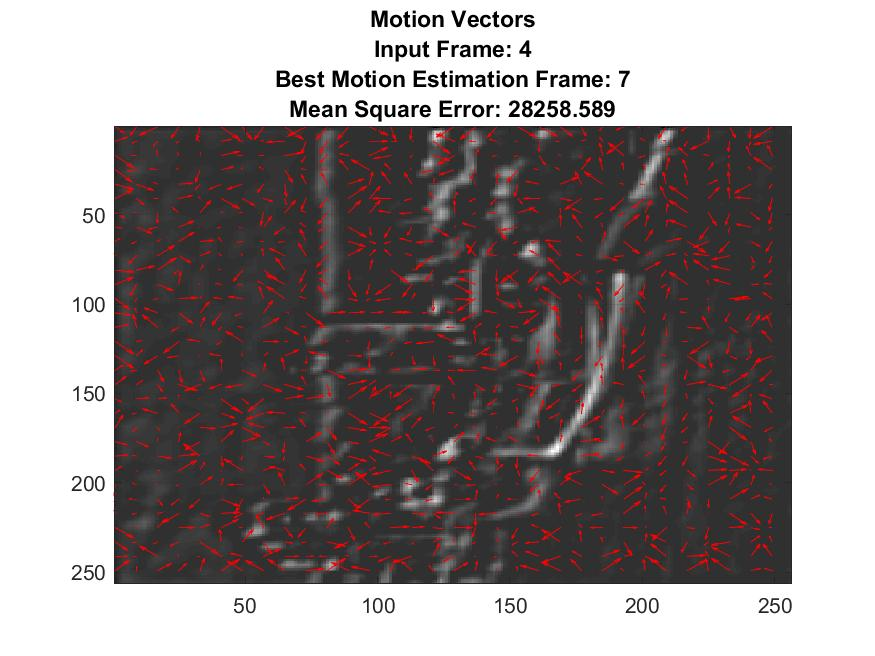 Motion Vectors
Input Frame: 4
Best Motion Estimation Frame: 7
Mean Square Error: 28258.589
50
100
150
200
250
50
100
150
200
250